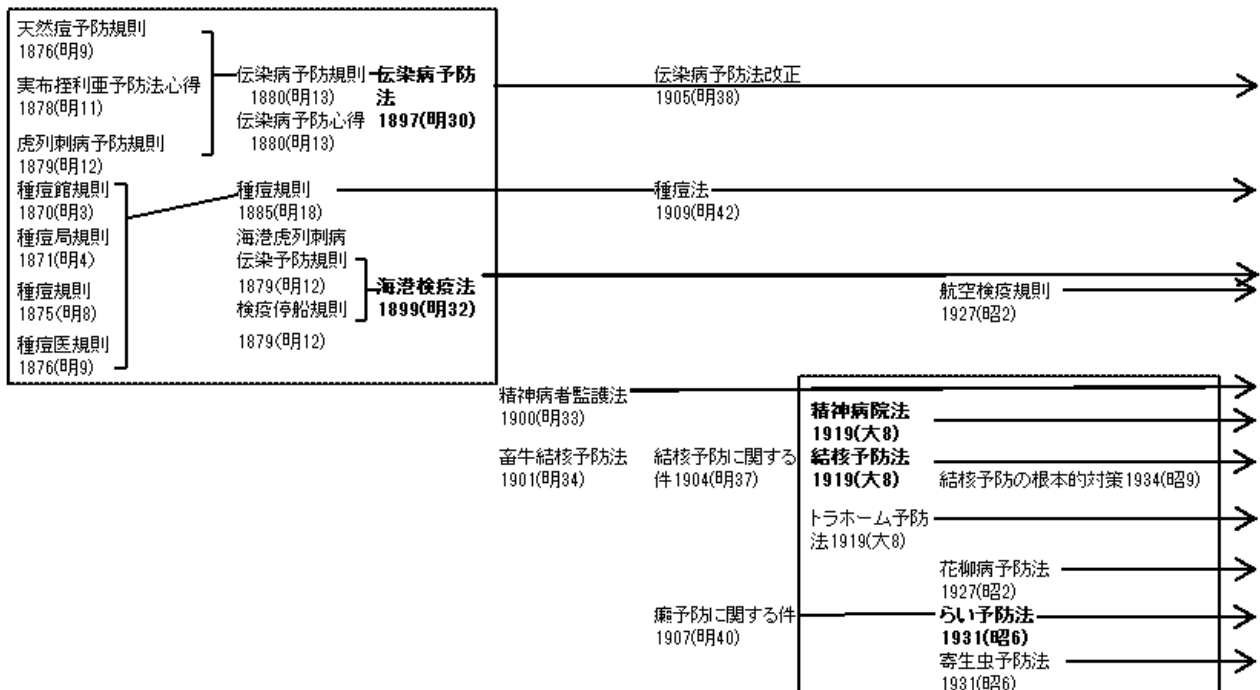 天然痘予防規則
1876(明9)
実布垤利亜予防法心得
1878(明11)
虎列刺病予防規則
1879(明12)
伝染病予防規則
1880(明13)
伝染病予防心得
1880(明13)
伝染病予防
法
1897(明30)
伝染病予防法改正
1905(明38)
種痘館規則
1870(明3)
種痘局規則
1871(明4)
種痘規則
1875(明8)
種痘医規則
1876(明9)
種痘規則
1885(明18)
種痘法
1909(明42)
海港虎列刺病
伝染予防規則
1879(明12)
検疫停船規則
1879(明12)
海港検疫法
1899(明32)
航空検疫規則
1927(昭2)
精神病者監護法
1900(明33)
精神病院法
1919(大8)
畜牛結核予防法
1901(明34)
結核予防に関する
件1904(明37)
結核予防法
1919(大8)
結核予防の根本的対策1934(昭9)
トラホーム予防
法1919(大8)
花柳病予防法
1927(昭2)
癩予防に関する件
1907(明40)
らい予防法
1931(昭6)
寄生虫予防法
1931(昭6)